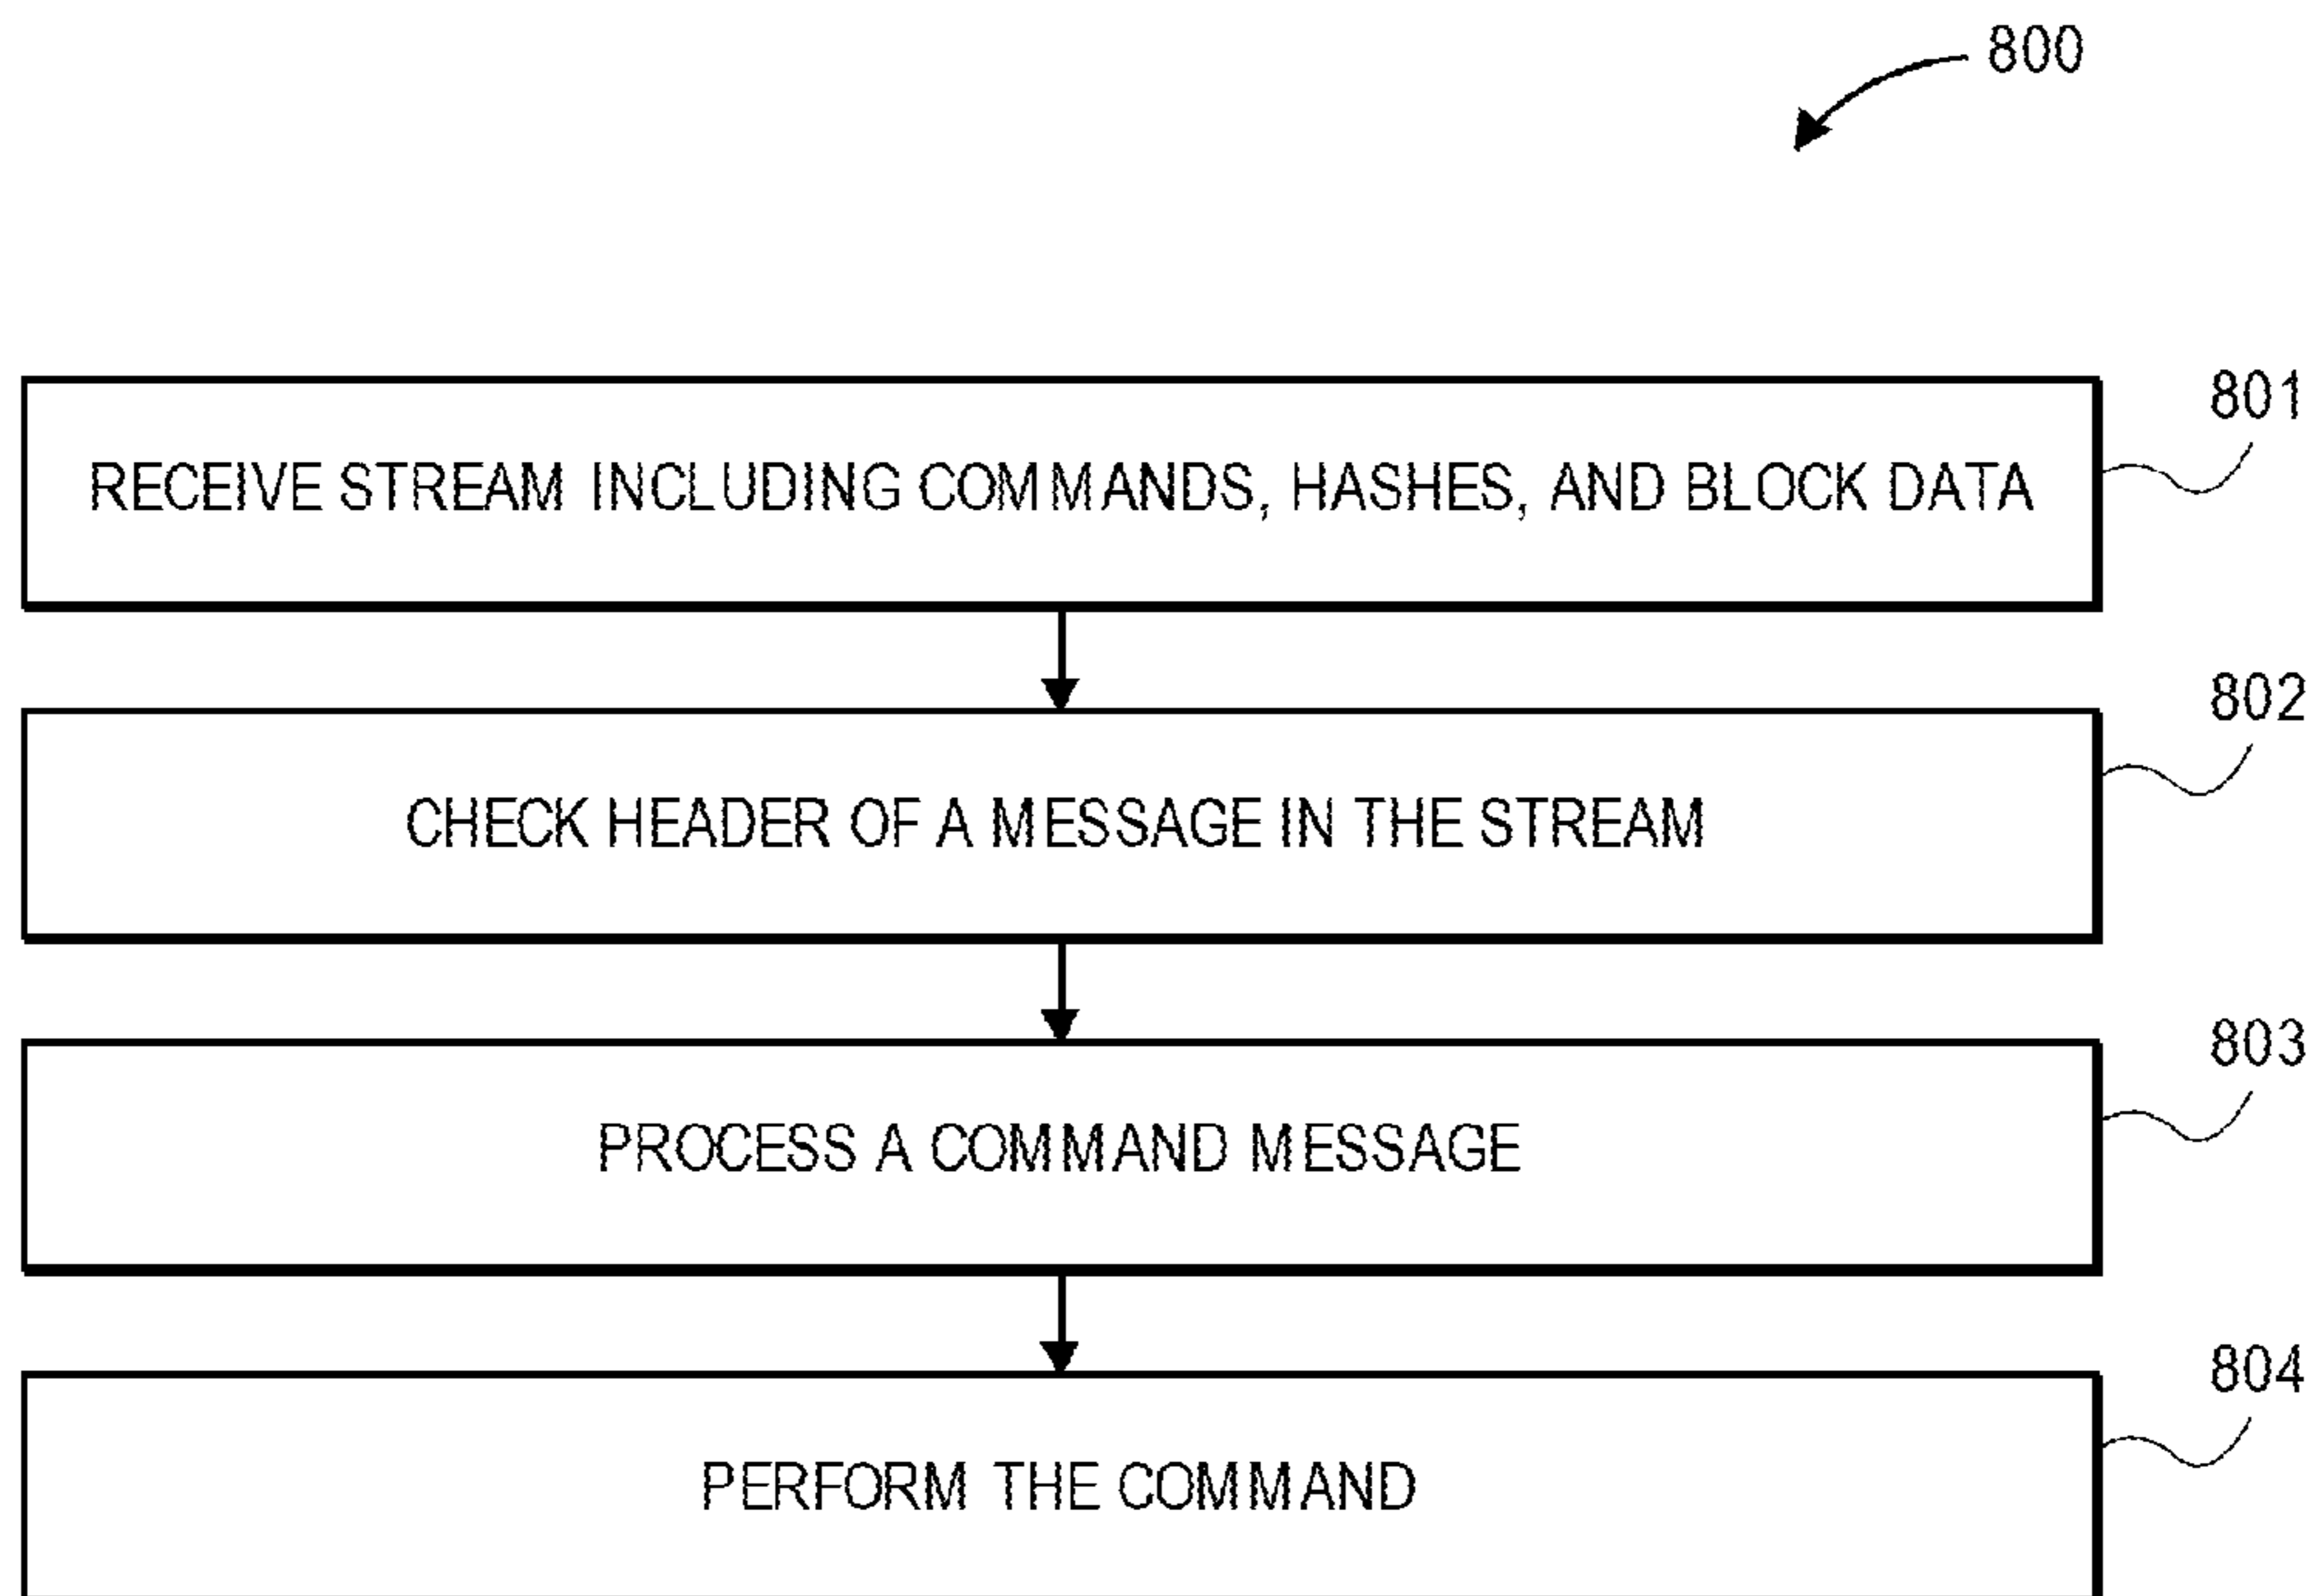 800
801
RECEIVE STREAM INCLUDING COMMANDS, HASHES, AND BLOCK DATA
802
CHECK HEADER OF A MESSAGE IN THE STREAM
803
PROCESS A COMMAND MESSAGE
804
PERFORM THE COMMAND